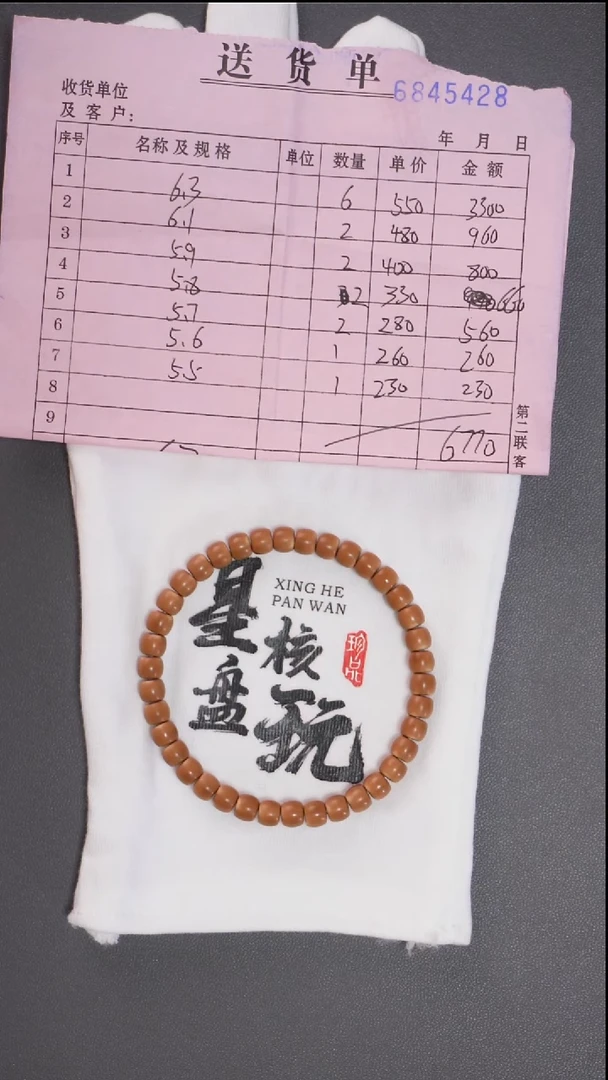 送货单
6845428
收货单位
及客户:
年 月 日
序号 名称及规格 单位 数量 单价 金额
1 6.3 6 550 3300
2 6.1 2 480 960
3 5.9 2 400 800
4 5.8 2 330 660
5 5.7 2 280 560
6 5.6 1 260 260
7 5.5 1 230 230
8
9 6770
第二联客
XING HE
PAN WAN
星核
盘玩
珍品